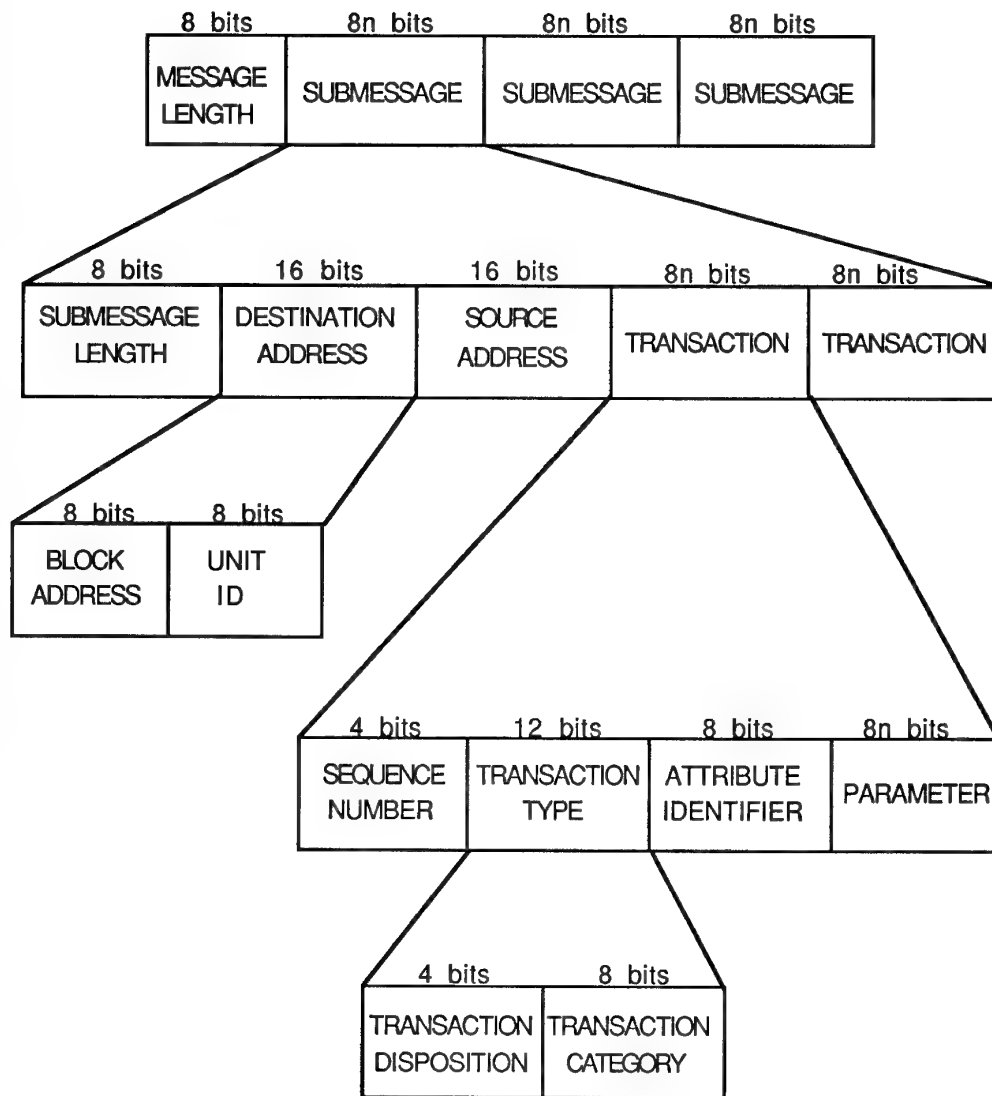 8 bits 8n bits 8n bits 8n bits
MESSAGE LENGTH
SUBMESSAGE
SUBMESSAGE
SUBMESSAGE
8 bits 16 bits 16 bits 8n bits 8n bits
SUBMESSAGE
LENGTH
DESTINATION
ADDRESS
SOURCE
ADDRESS
TRANSACTION
TRANSACTION
8 bits 8 bits
BLOCK
ADDRESS
UNIT
ID
4 bits 12 bits 8 bits 8n bits
SEQUENCE
NUMBER
TRANSACTION
TYPE
ATTRIBUTE
IDENTIFIER
PARAMETER
4 bits 8 bits
TRANSACTION
DISPOSITION
TRANSACTION
CATEGORY